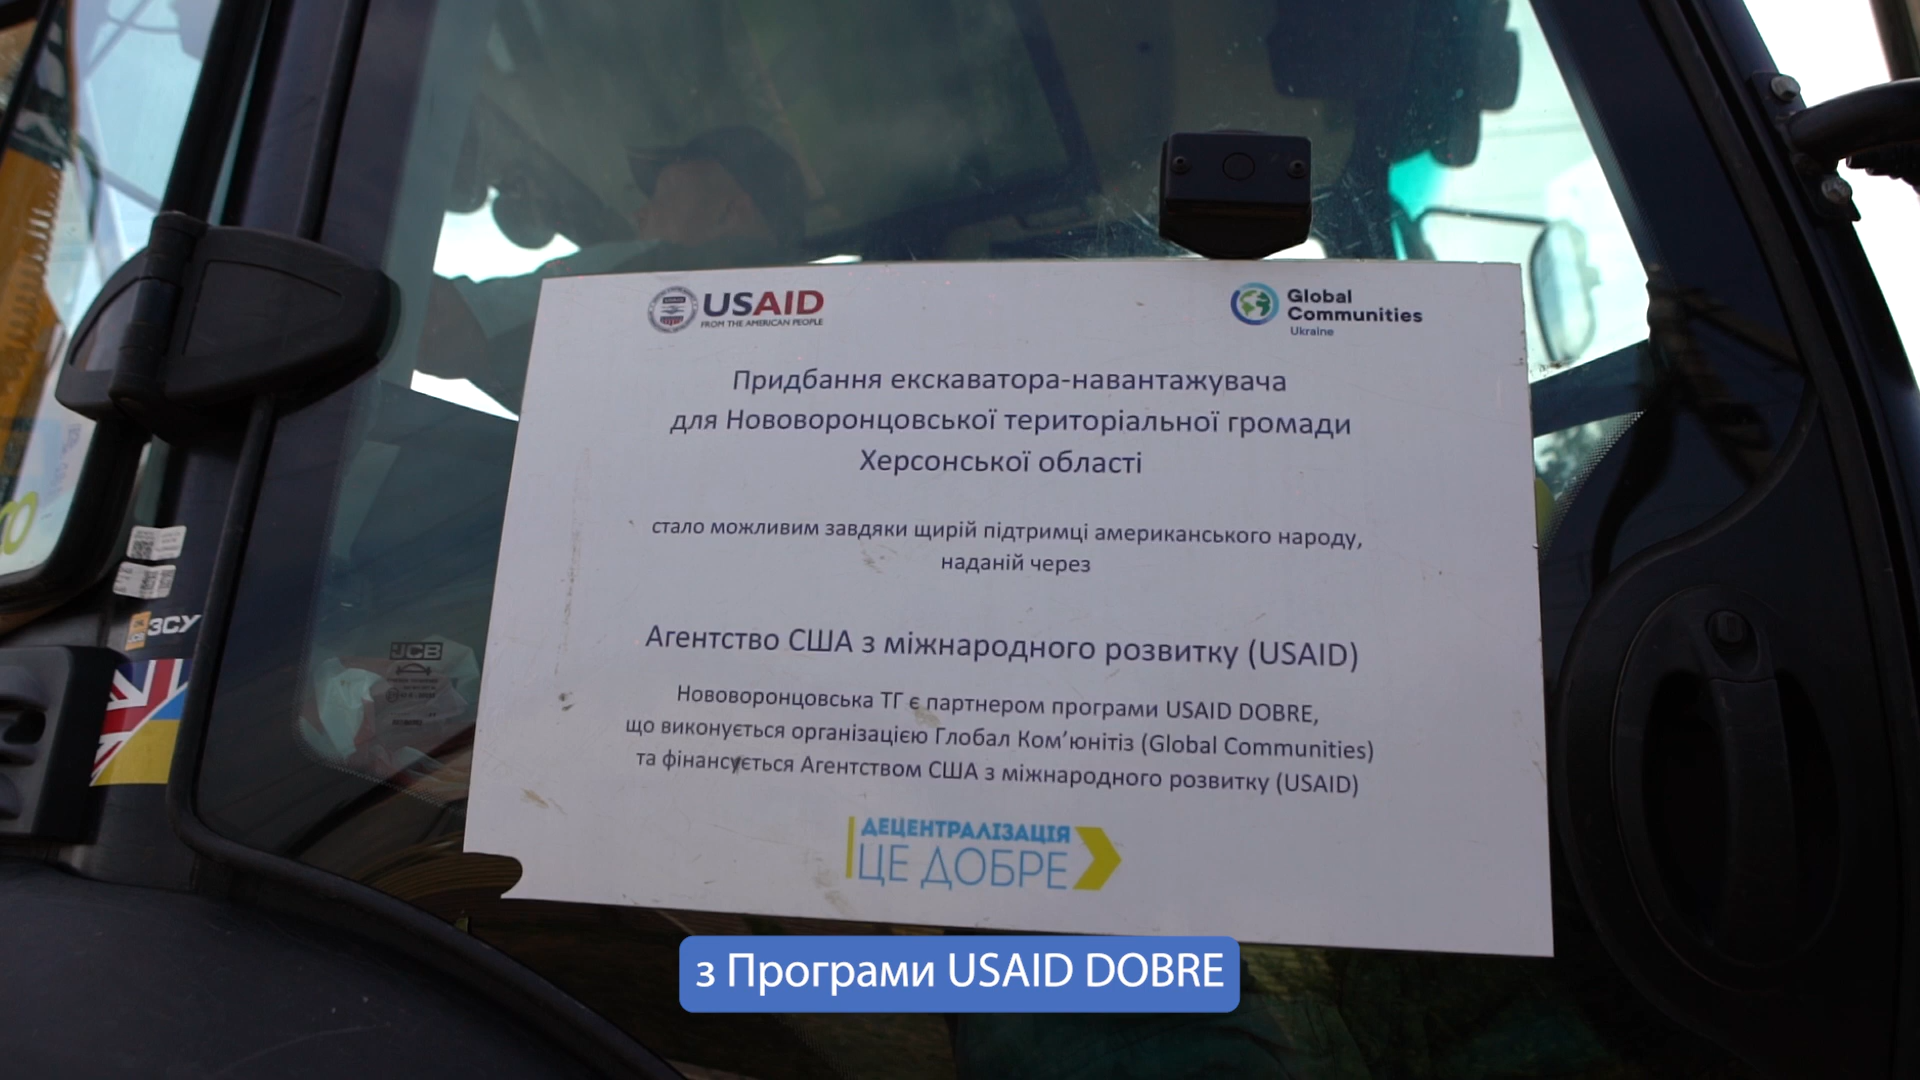 USAID
FROM THE AMERICAN PEOPLE
Global
Communities
Ukraine
Придбання екскаватора-навантажувача
для Нововоронцовської територіальної громади
Херсонської області
стало можливим завдяки щирій підтримці американського народу,
наданій через
Агентство США з міжнародного розвитку (USAID)
Нововоронцовська ТГ є партнером програми USAID DOBRE,
що виконується організацією Глобал Ком’юнітіз (Global Communities)
та фінансується Агентством США з міжнародного розвитку (USAID)
ДЕЦЕНТРАЛІЗАЦІЯ
ЦЕ ДОБРЕ
ЗСУ
JCB
з Програми USAID DOBRE